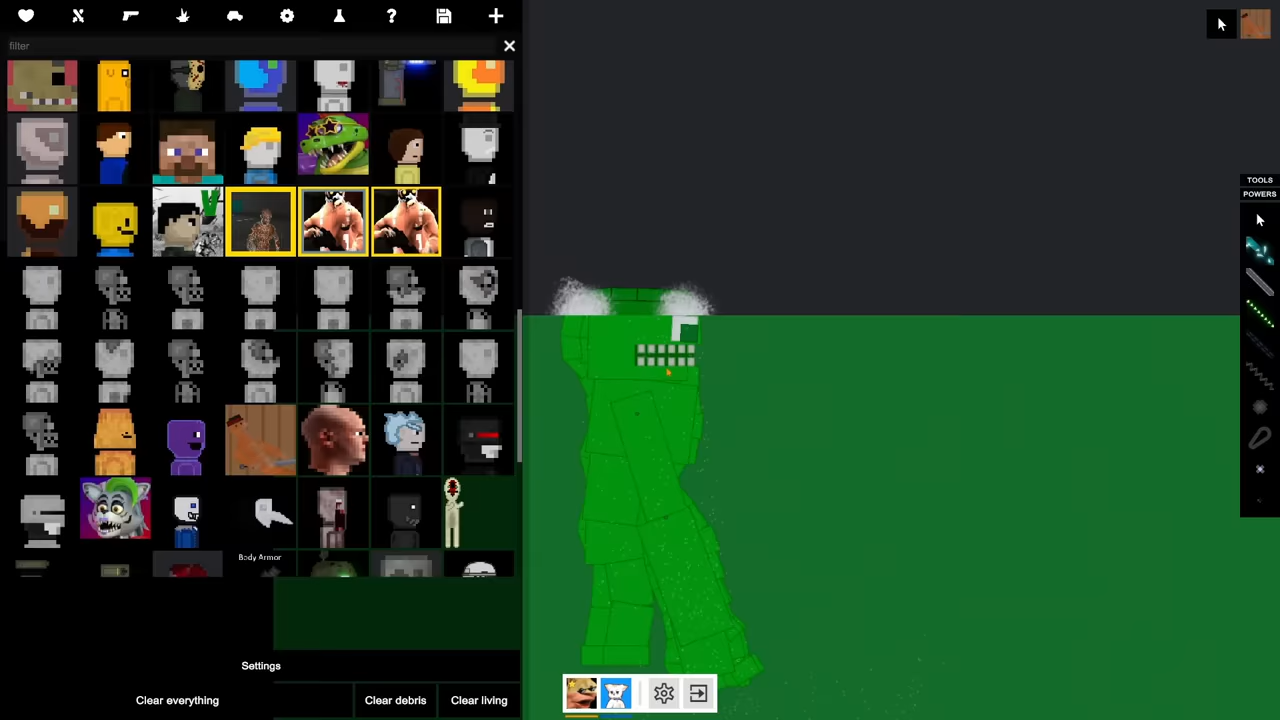 filter
TOOLS
POWERS
Body Armor
Settings
Clear everything
Clear debris
Clear living